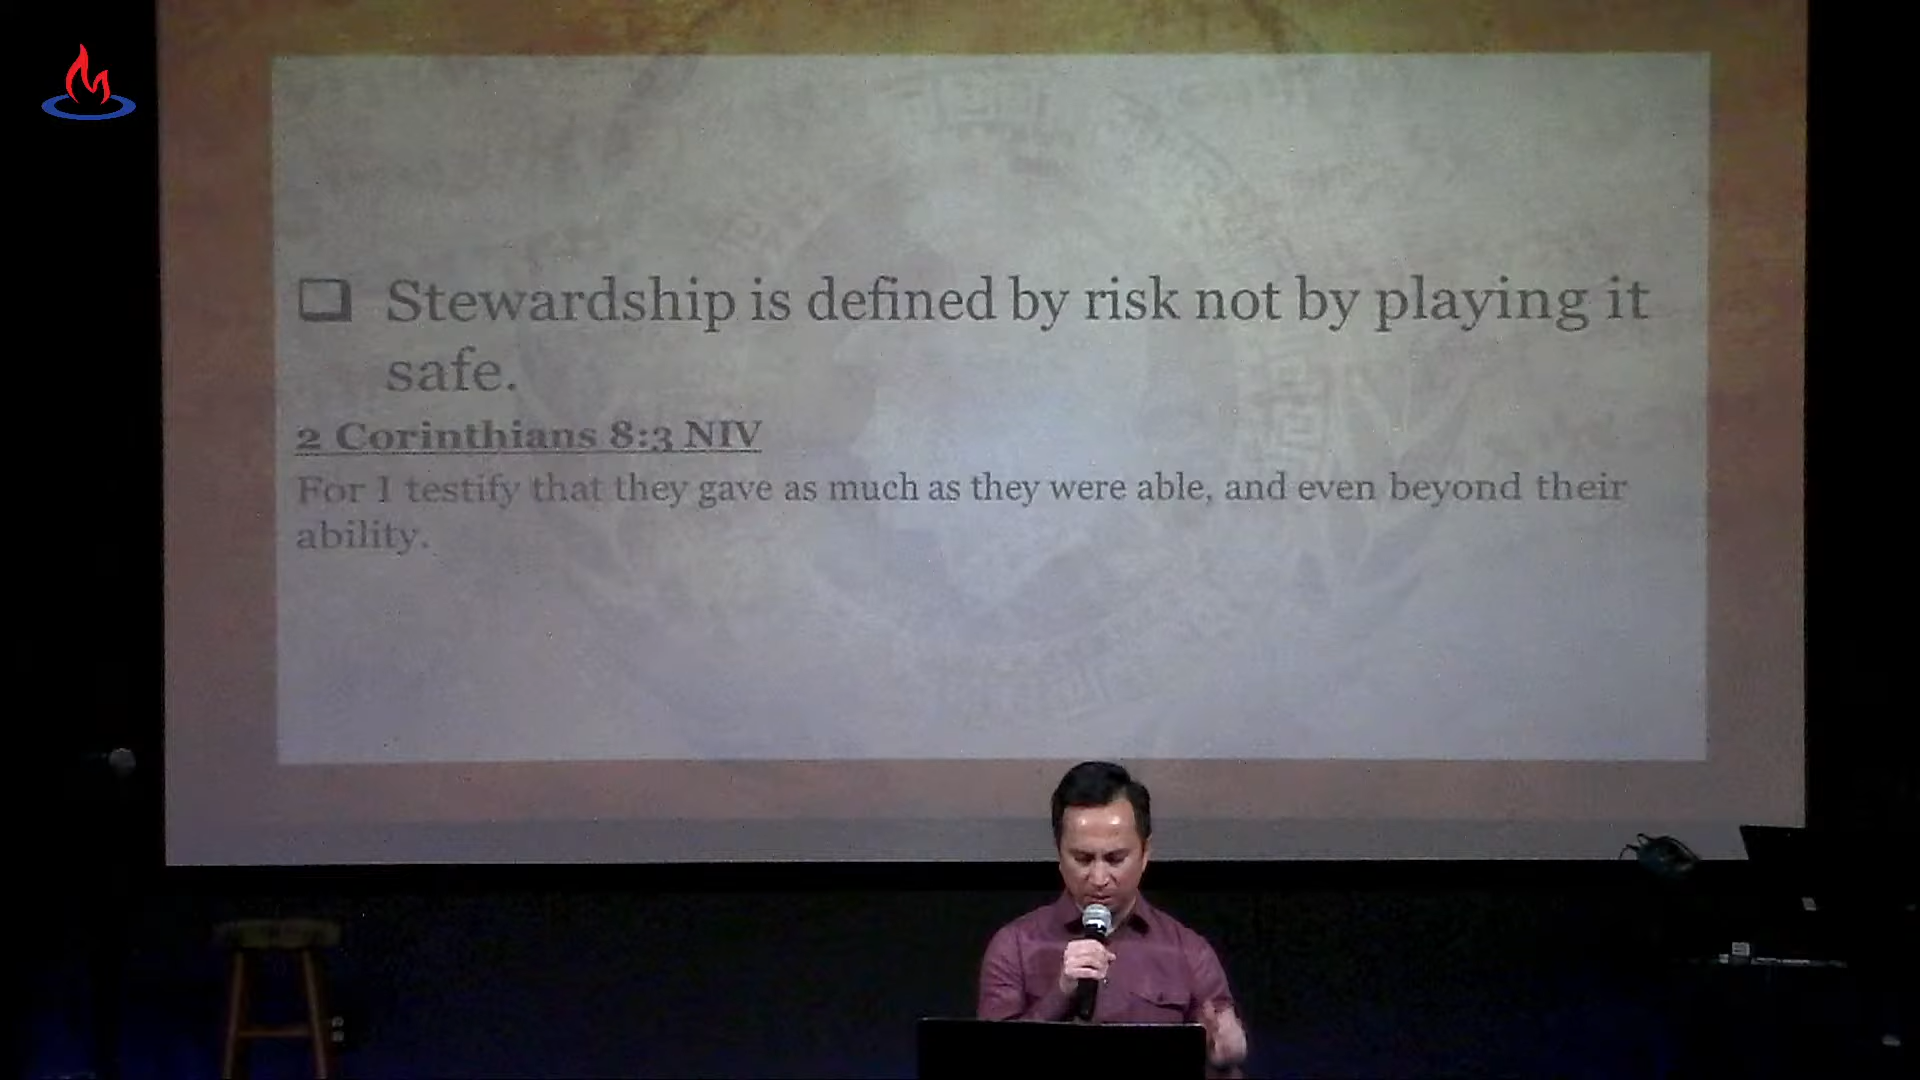 Stewardship is defined by risk not by playing it
safe.
2 Corinthians 8:3 NIV
For I testify that they gave as much as they were able, and even beyond their
ability.